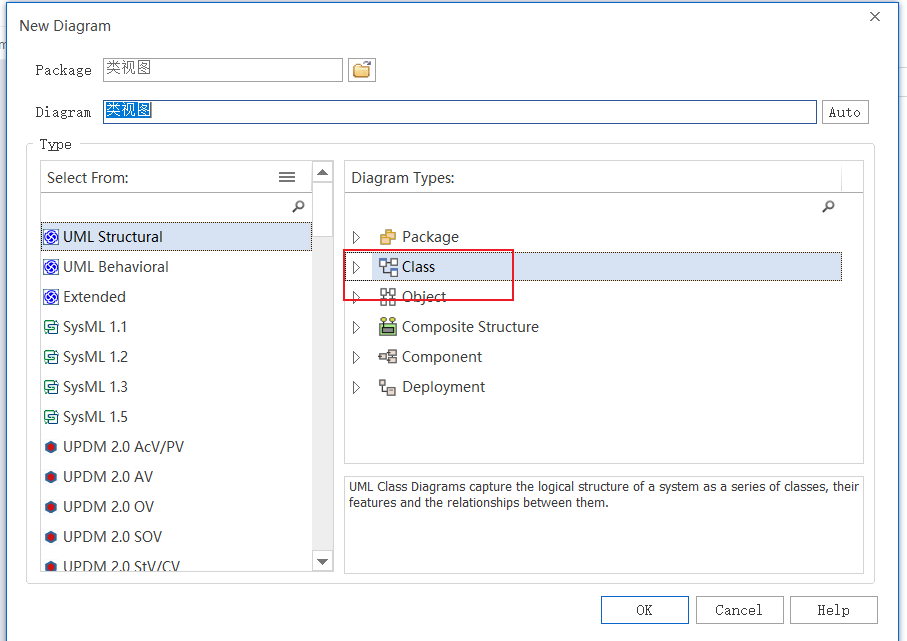 New Diagram
Package 类视图
Diagram 类视图 Auto
Type
Select From:
UML Structural
UML Behavioral
Extended
SysML 1.1
SysML 1.2
SysML 1.3
SysML 1.5
UPDM 2.0 AcV/PV
UPDM 2.0 AV
UPDM 2.0 OV
UPDM 2.0 SOV
UPDM 2.0 StV/CV
Diagram Types:
Package
Class
Object
Composite Structure
Component
Deployment
UML Class Diagrams capture the logical structure of a system as a series of classes, their
features and the relationships between them.
OK Cancel Help